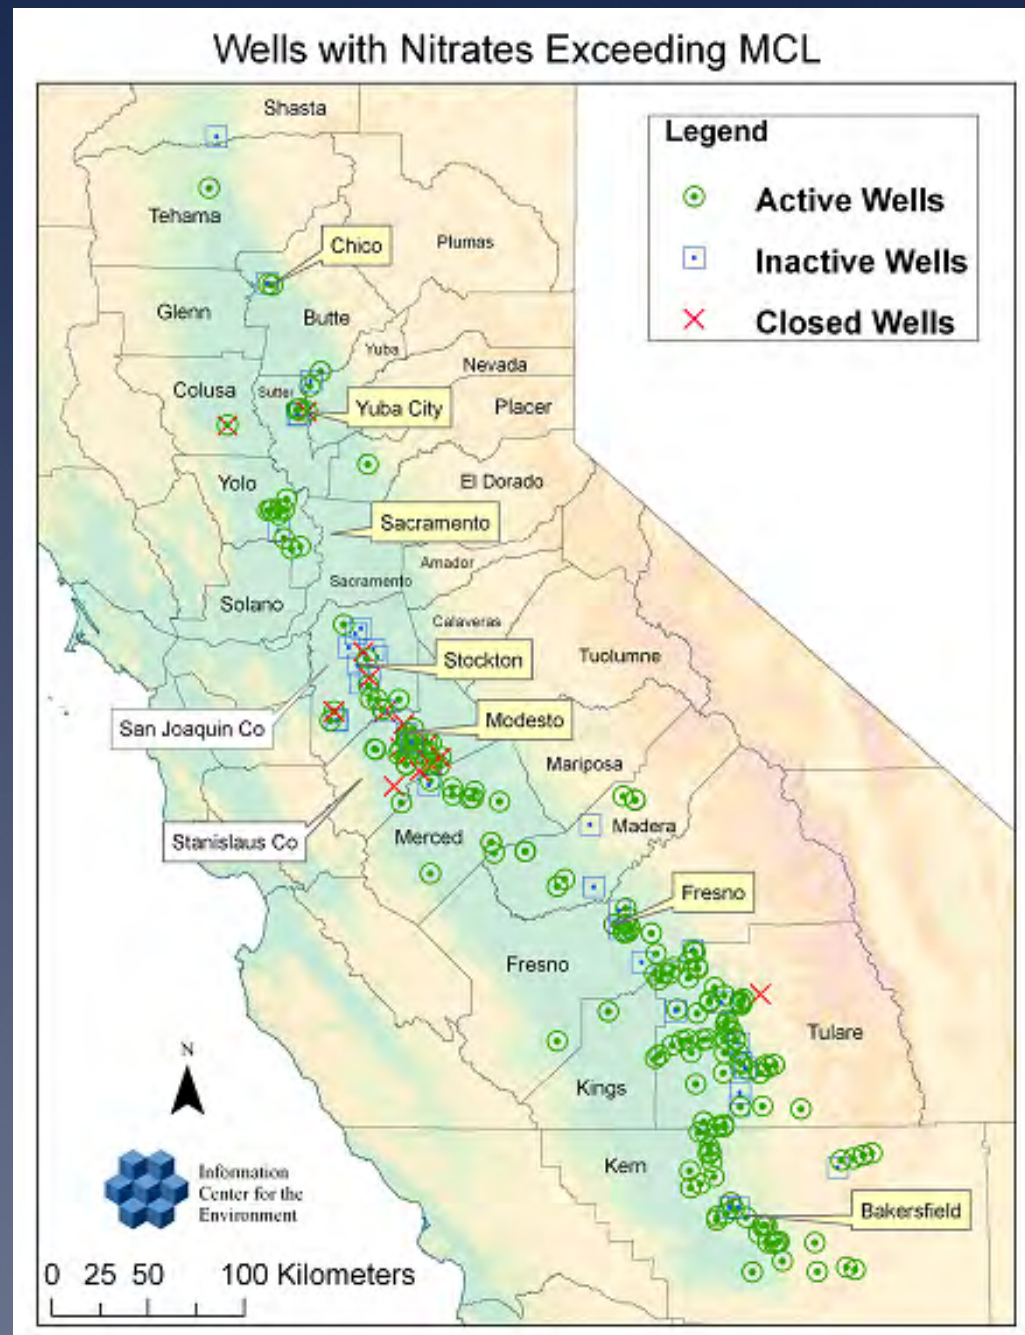 Wells with Nitrates Exceeding MCL
Legend
Active Wells
Inactive Wells
Closed Wells
Shasta
Tehama
Chico
Plumas
Glenn
Butte
Yuba
Nevada
Colusa
Sutter
Yuba City
Placer
Yolo
El Dorado
Sacramento
Amador
Sacramento
Solano
Calaveras
Stockton
Tuolumne
San Joaquin Co
Modesto
Mariposa
Stanislaus Co
Merced
Madera
Fresno
Fresno
Tulare
Kings
N
Kern
Information
Center for the
Environment
Bakersfield
0 25 50 100 Kilometers